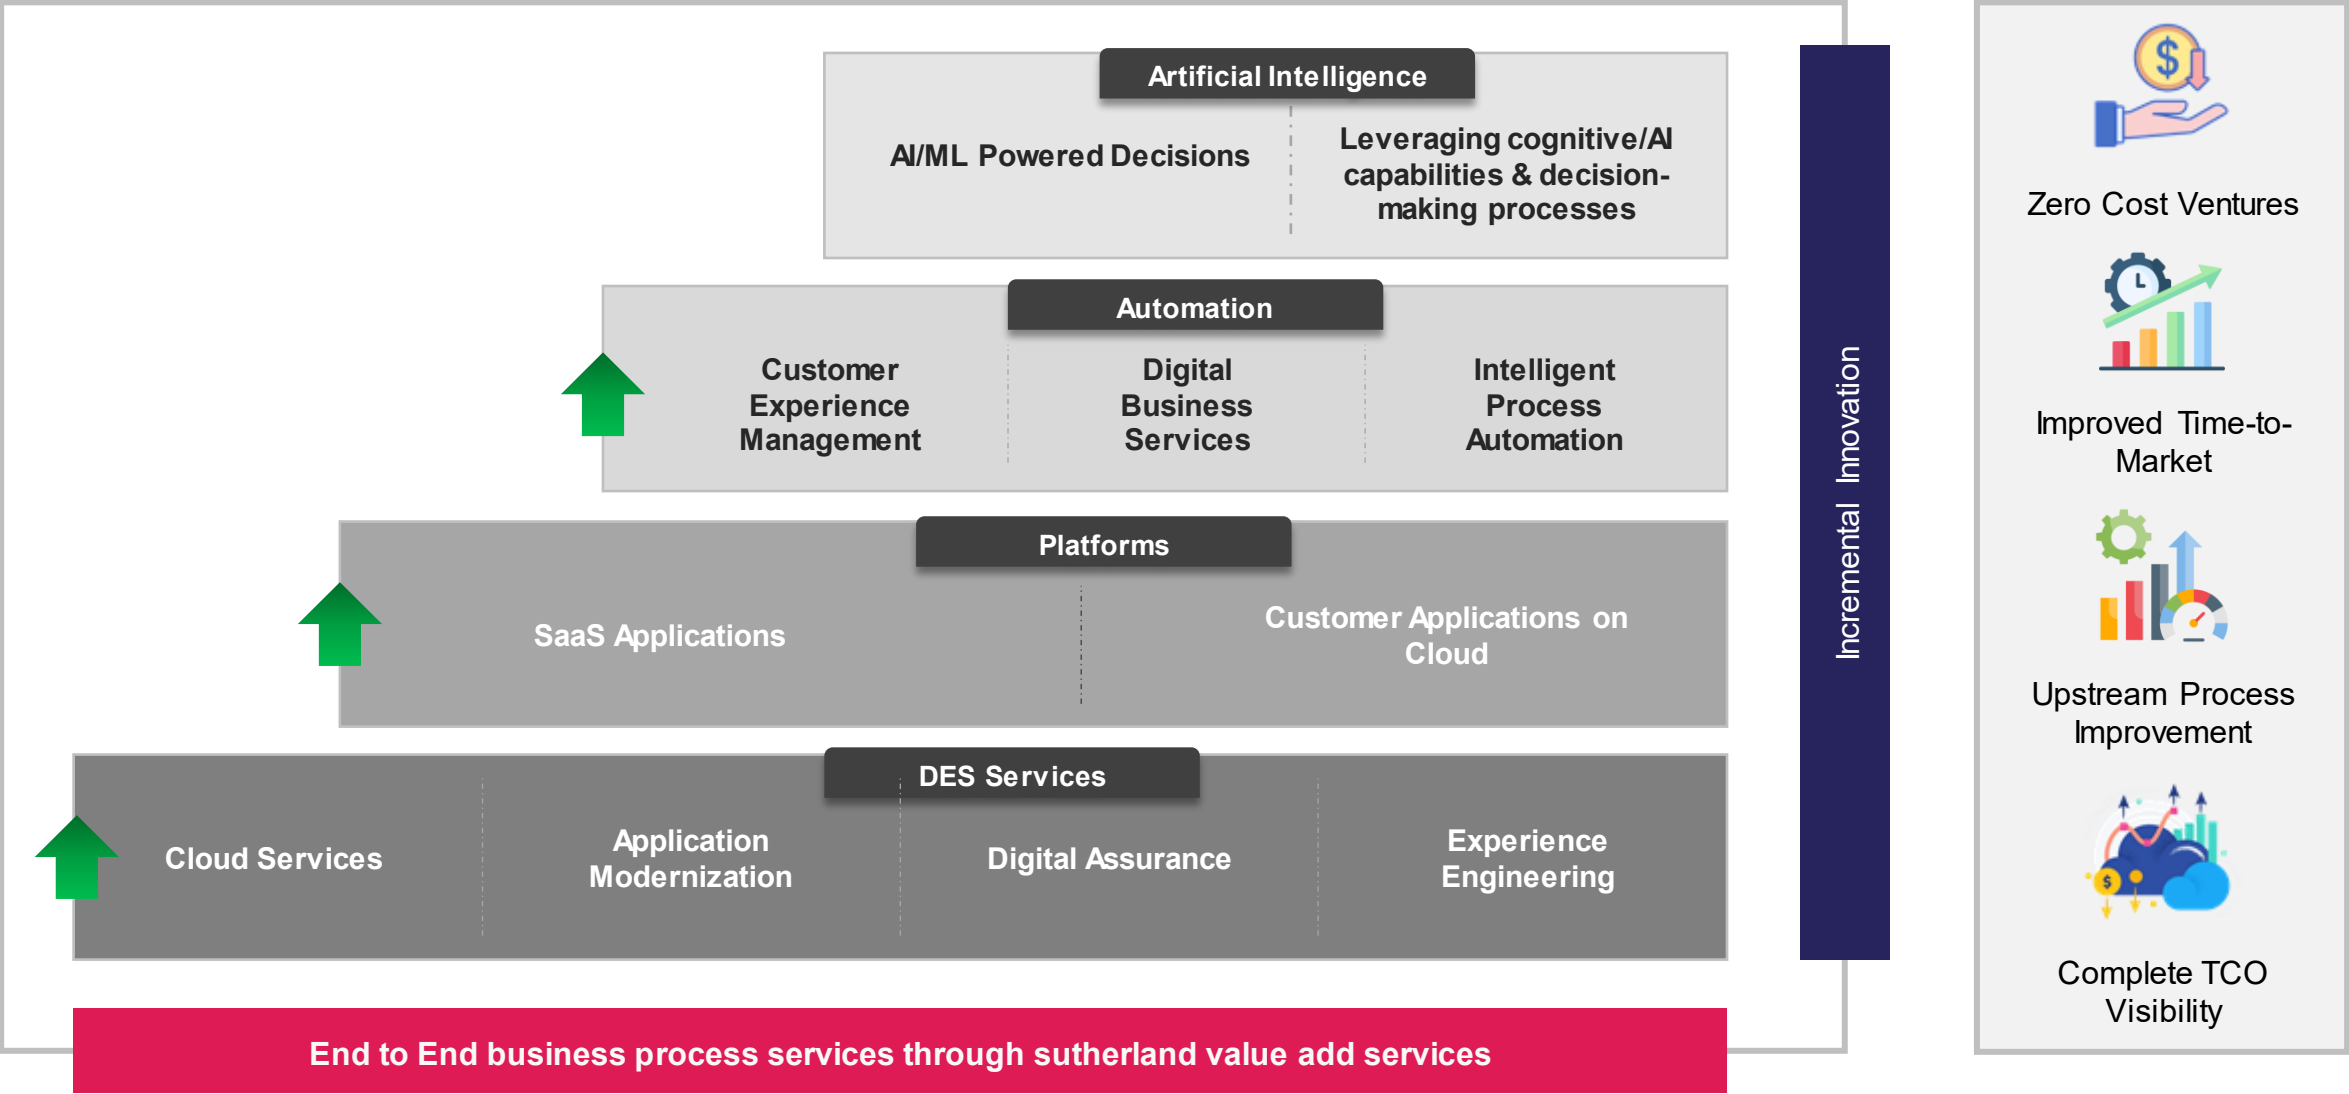 Artificial Intelligence
AI/ML Powered Decisions
Leveraging cognitive/AI
capabilities & decision-
making processes
Automation
Customer
Experience
Management
Digital
Business
Services
Intelligent
Process
Automation
Platforms
SaaS Applications
Customer Applications on
Cloud
DES Services
Cloud Services
Application
Modernization
Digital Assurance
Experience
Engineering
End to End business process services through sutherland value add services
Incremental Innovation
$
Zero Cost Ventures
Improved Time-to-
Market
Upstream Process
Improvement
$
Complete TCO
Visibility